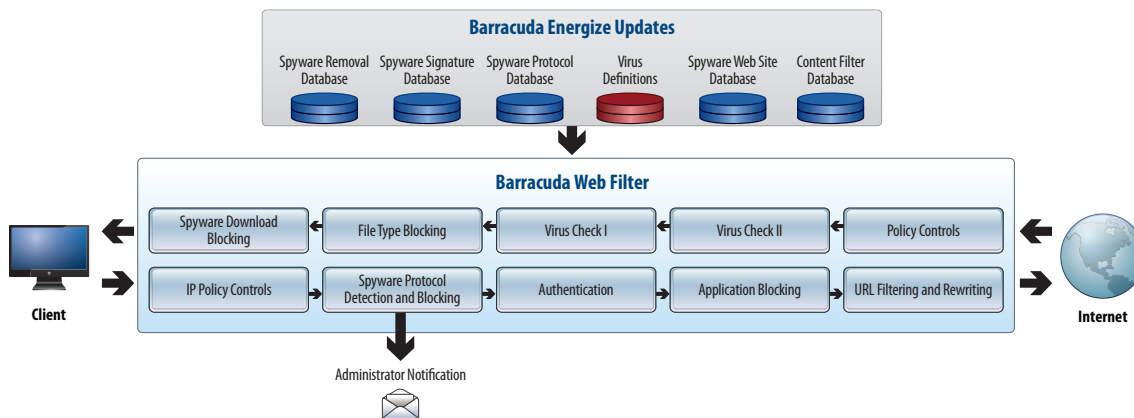 Barracuda Energize Updates
Spyware Removal
Database
Spyware Signature
Database
Spyware Protocol
Database
Virus
Definitions
Spyware Web Site
Database
Content Filter
Database
Barracuda Web Filter
Spyware Download
Blocking
File Type Blocking
Virus Check I
Virus Check II
Policy Controls
IP Policy Controls
Spyware Protocol
Detection and Blocking
Authentication
Application Blocking
URL Filtering and Rewriting
Client
Internet
Administrator Notification